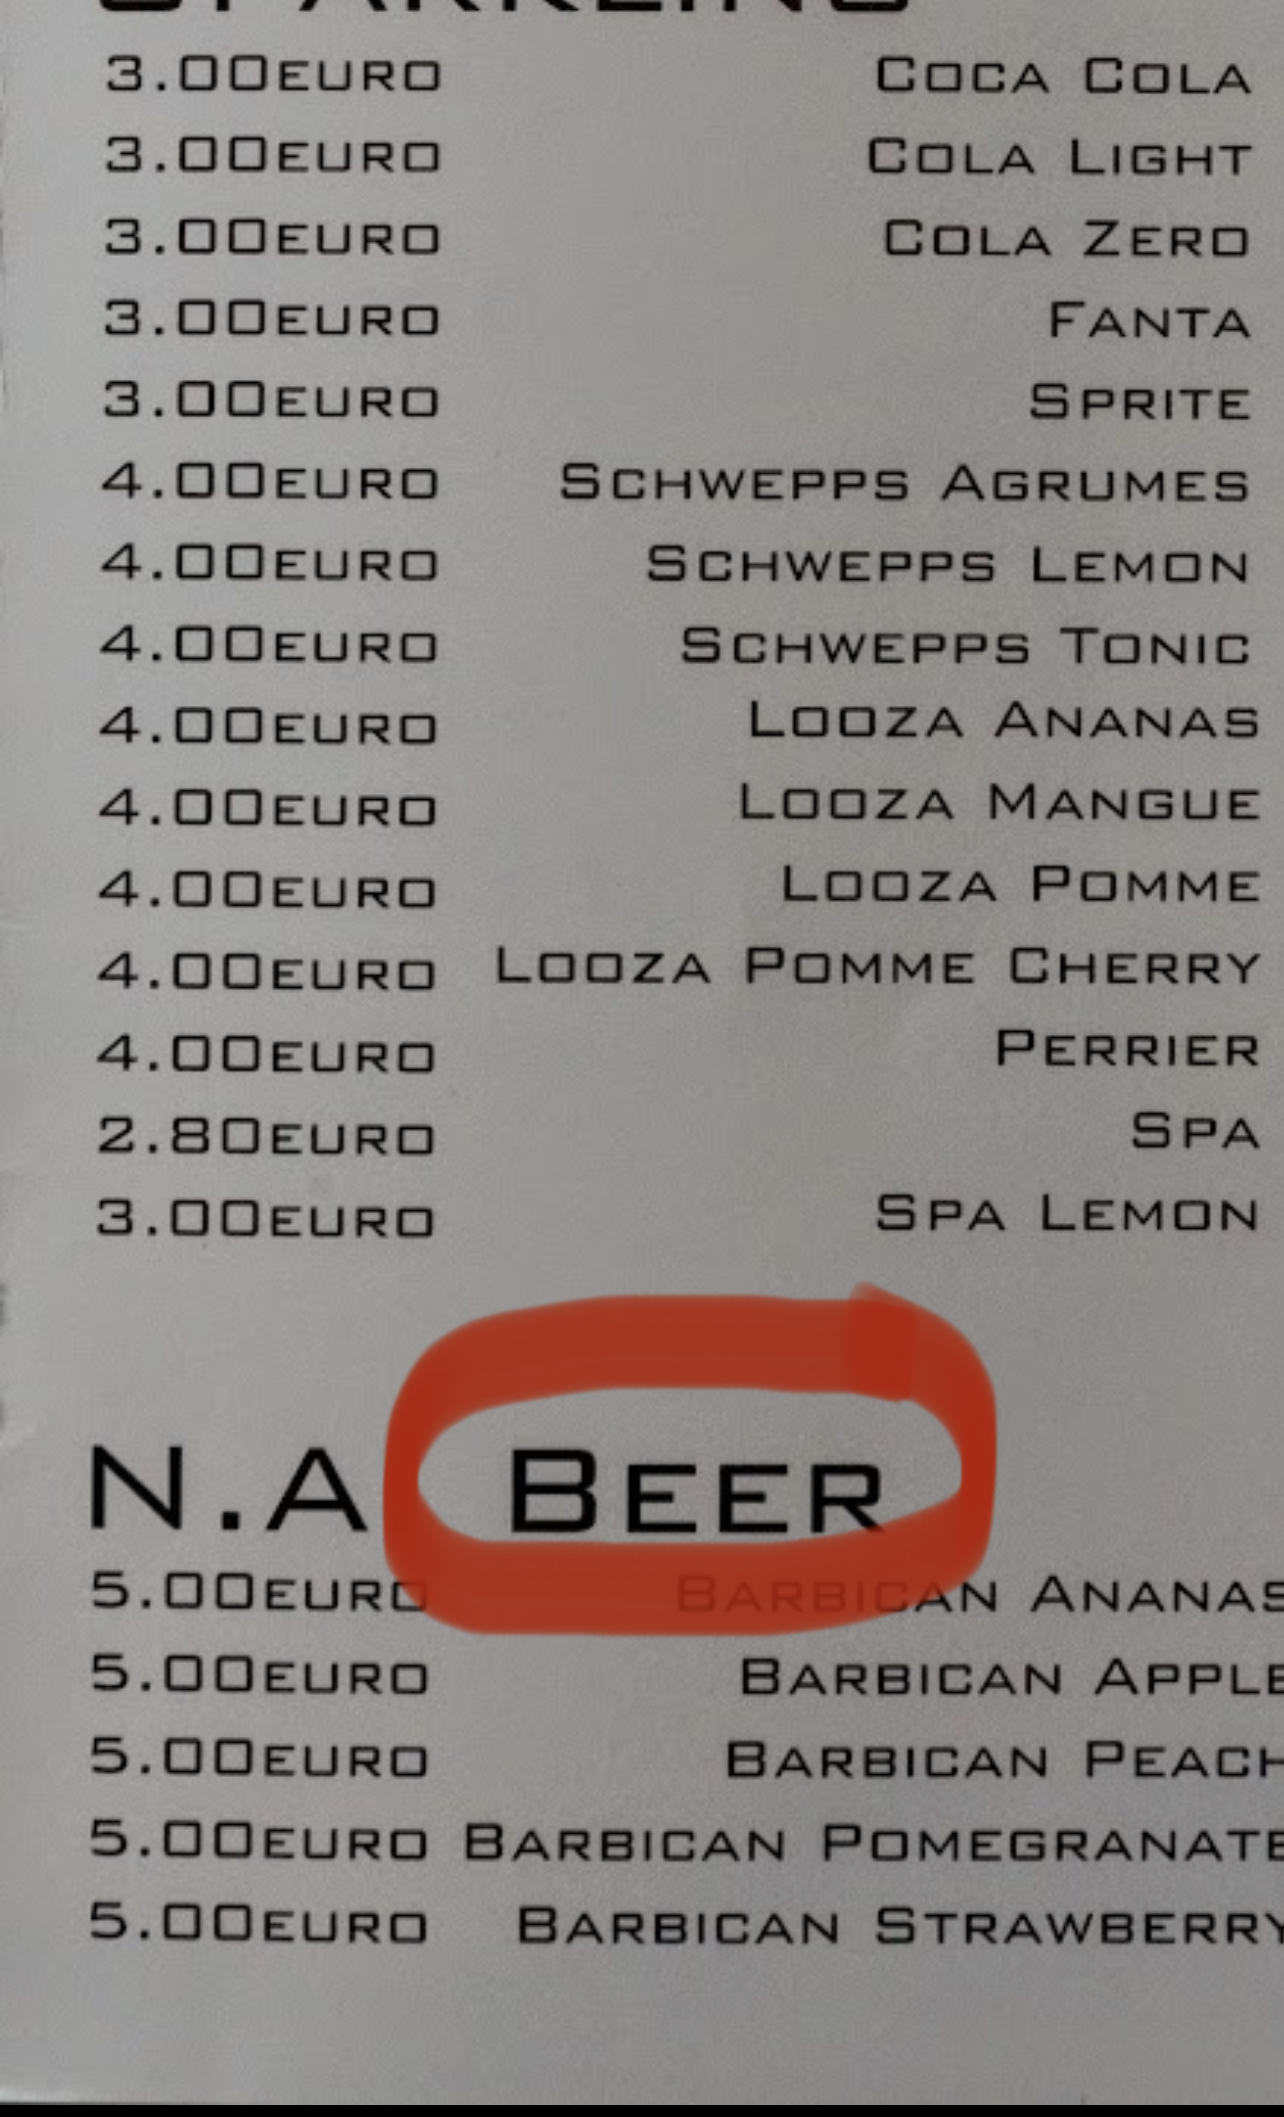 SPARKLING
3.00EURO COCA COLA
3.00EURO COLA LIGHT
3.00EURO COLA ZERO
3.00EURO FANTA
3.00EURO SPRITE
4.00EURO SCHWEPPS AGRUMES
4.00EURO SCHWEPPS LEMON
4.00EURO SCHWEPPS TONIC
4.00EURO LOOZA ANANAS
4.00EURO LOOZA MANGUE
4.00EURO LOOZA POMME
4.00EURO LOOZA POMME CHERRY
4.00EURO PERRIER
2.80EURO SPA
3.00EURO SPA LEMON
N.A BEER
5.00EURO BARBICAN ANANAS
5.00EURO BARBICAN APPLE
5.00EURO BARBICAN PEACH
5.00EURO BARBICAN POMEGRANATE
5.00EURO BARBICAN STRAWBERRY